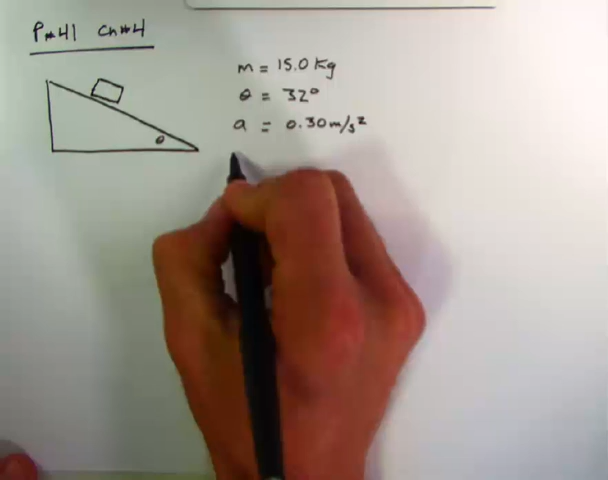 P#41 Ch#4
m = 15.0 kg
θ = 32°
a = 0.30 m/s²
θ